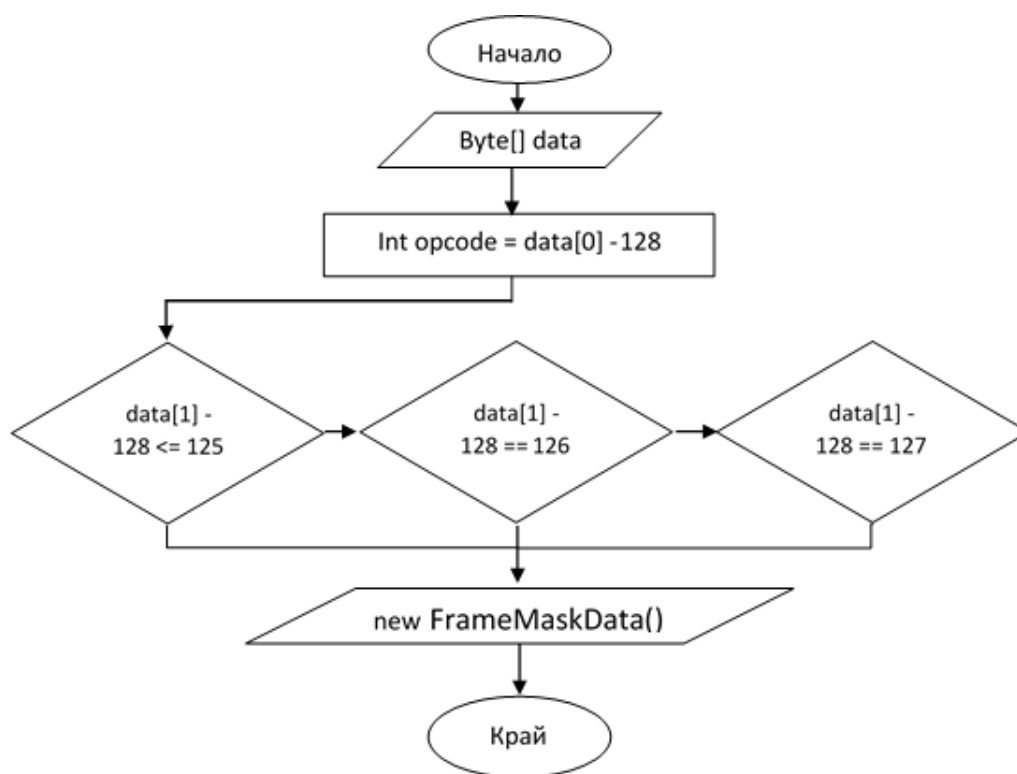 Начало
Byte[] data
Int opcode = data[0] -128
data[1] -
128 <= 125
data[1] -
128 == 126
data[1] -
128 == 127
new FrameMaskData()
Край